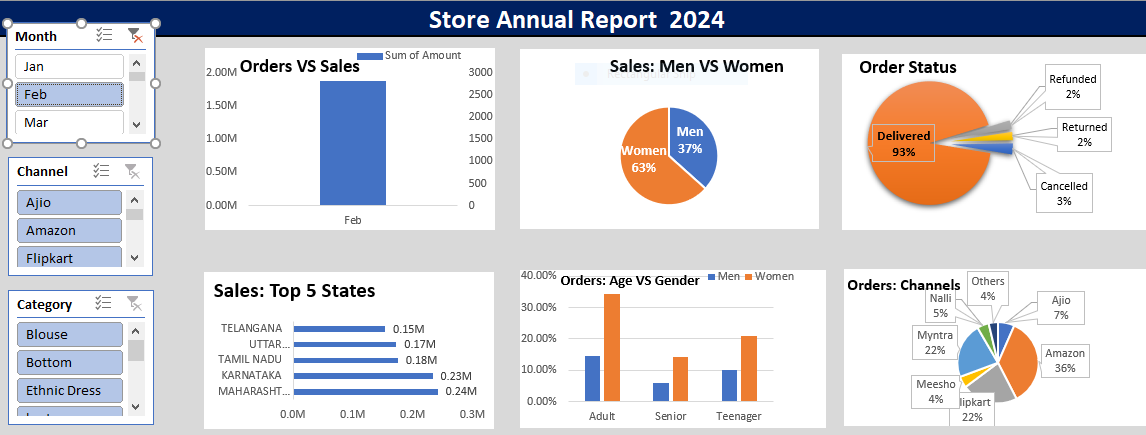 Store Annual Report 2024
Month
Jan
Feb
Mar
Channel
Ajio
Amazon
Flipkart
Category
Blouse
Bottom
Ethnic Dress
Orders VS Sales
Sum of Amount
2.00M
1.50M
1.00M
0.50M
0.00M
3000
2500
2000
1500
1000
500
0
Feb
Sales: Men VS Women
Men
37%
Women
63%
Order Status
Refunded
2%
Returned
2%
Cancelled
3%
Delivered
93%
Sales: Top 5 States
TELANGANA
0.15M
UTTAR...
0.17M
TAMIL NADU
0.18M
KARNATAKA
0.23M
MAHARASHT...
0.24M
0.0M 0.1M 0.2M 0.3M
Orders: Age VS Gender
Men Women
40.00%
30.00%
20.00%
10.00%
0.00%
Adult Senior Teenager
Orders: Channels
Others
4%
Nalli
5%
Ajio
7%
Myntra
22%
Amazon
36%
Meesho
4%
lipkart
22%